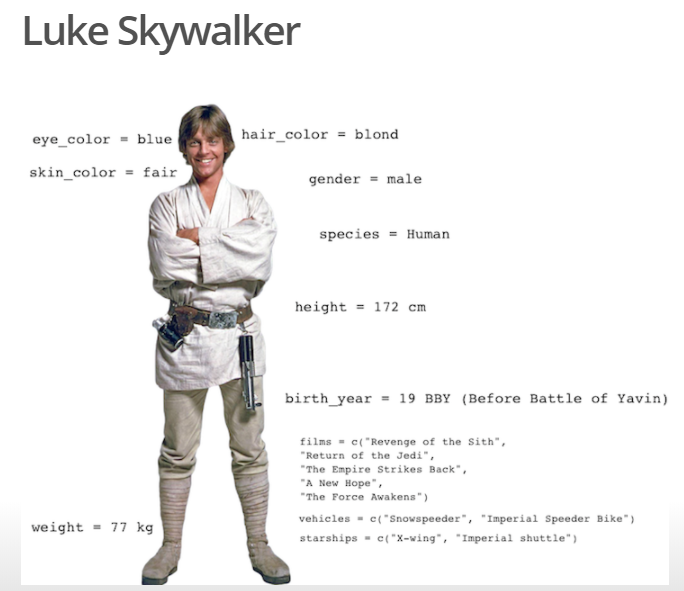 Luke Skywalker
eye_color = blue
hair_color = blond
skin_color = fair
gender = male
species = Human
height = 172 cm
birth_year = 19 BBY (Before Battle of Yavin)
films = c("Revenge of the Sith",
"Return of the Jedi",
"The Empire Strikes Back",
"A New Hope",
"The Force Awakens")
vehicles = c("Snowspeeder", "Imperial Speeder Bike")
weight = 77 kg
starships = c("X-wing", "Imperial shuttle")